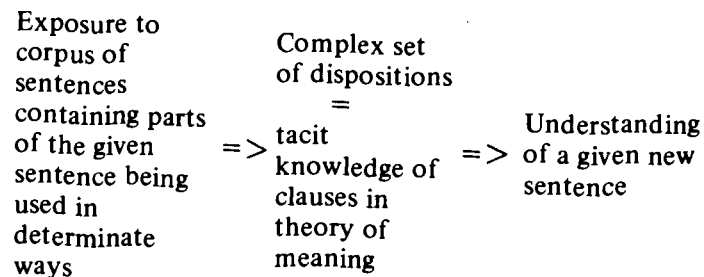 Exposure to
corpus of
sentences
containing parts
of the given
sentence being
used in
determinate
ways
=>
Complex set
of dispositions
=
tacit
knowledge of
clauses in
theory of
meaning
=>
Understanding
of a given new
sentence